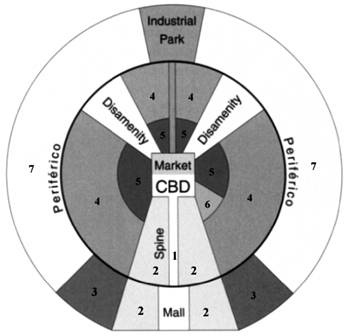 Industrial
Park
4
4
Disamenity
Disamenity
5
5
Periférico
Periférico
7
7
Market
CBD
5
5
6
4
4
Spine
1
2
2
3
3
2
Mall
2